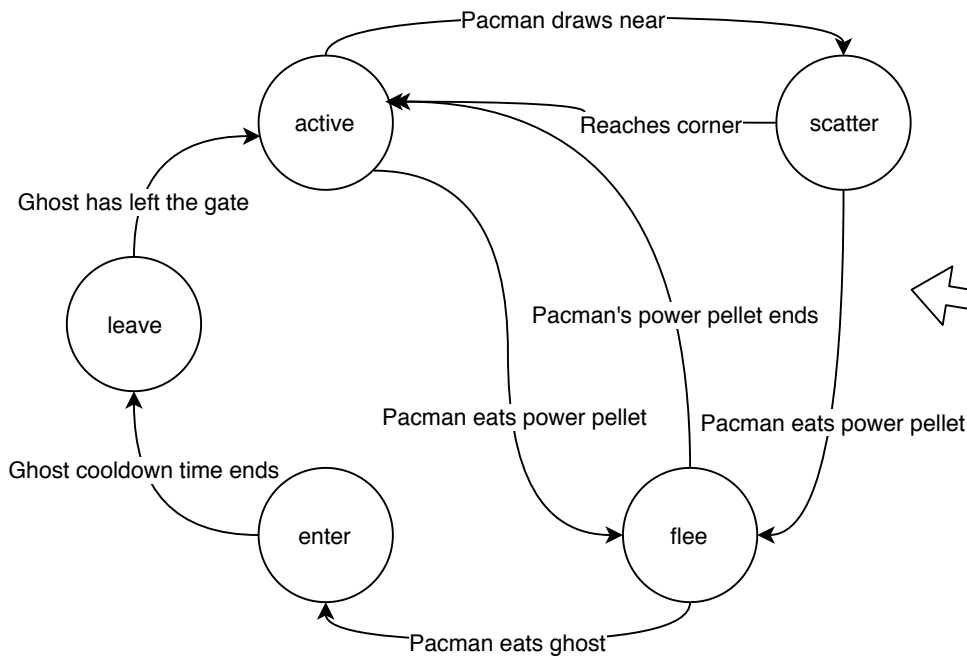 Pacman draws near
active
Reaches corner
scatter
Ghost has left the gate
leave
Pacman's power pellet ends
Pacman eats power pellet
Pacman eats power pellet
Ghost cooldown time ends
enter
flee
Pacman eats ghost